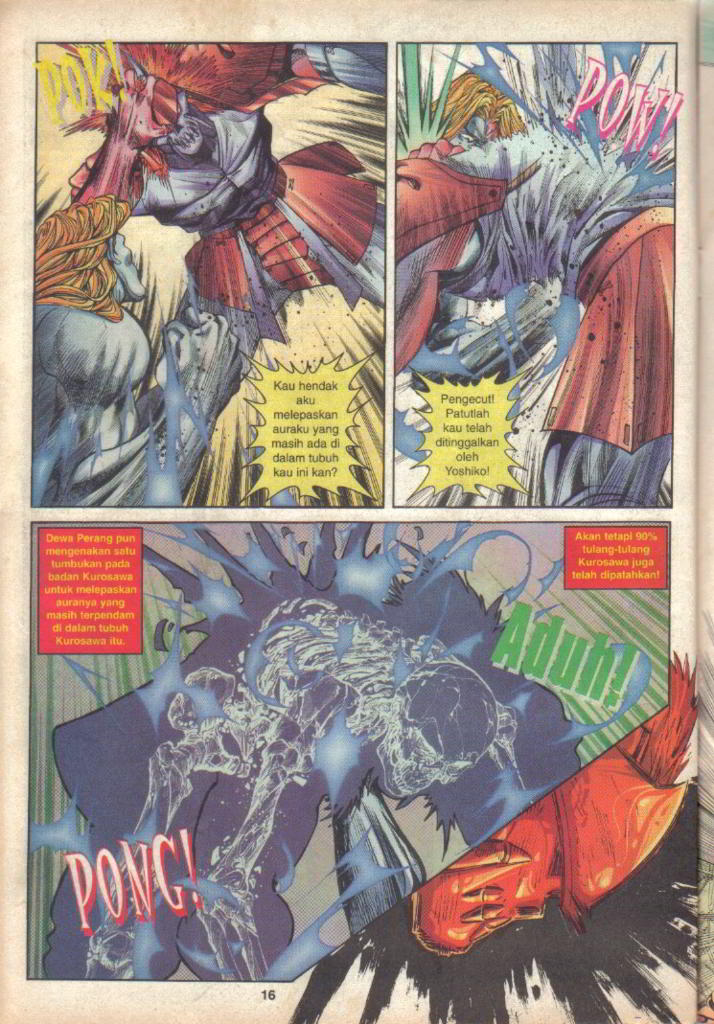 POK!
Kau hendak
aku
melepaskan
auraku yang
masih ada di
dalam tubuh
kau ini kan?
POW!
Pengecut!
Patutlah
kau telah
ditinggalkan
oleh
Yoshiko!
Dewa Perang pun
mengenakan satu
tumbukan pada
badan Kurosawa
untuk melepaskan
auranya yang
masih terpendam
di dalam tubuh
Kurosawa itu.
Akan tetapi 90%
tulang-tulang
Kurosawa juga
telah dipatahkan!
Aduh!
PONG!
16